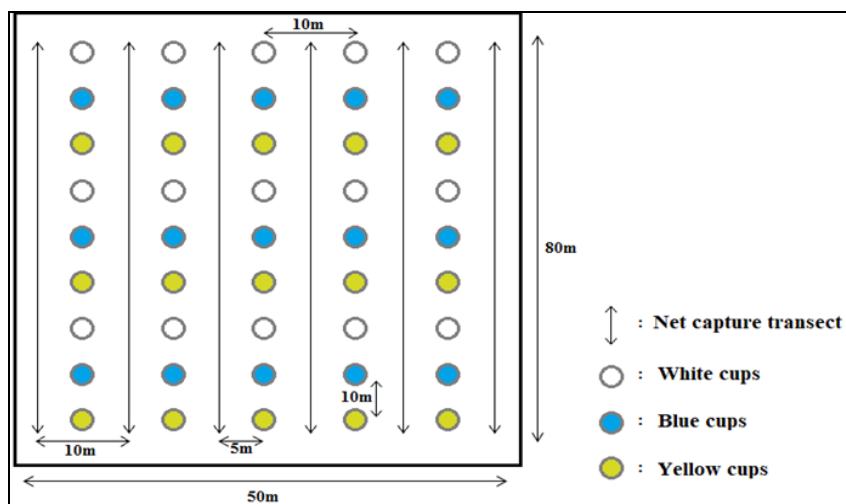 10m
80m
: Net capture transect
: White cups
10m
: Blue cups
10m
5m
: Yellow cups
50m